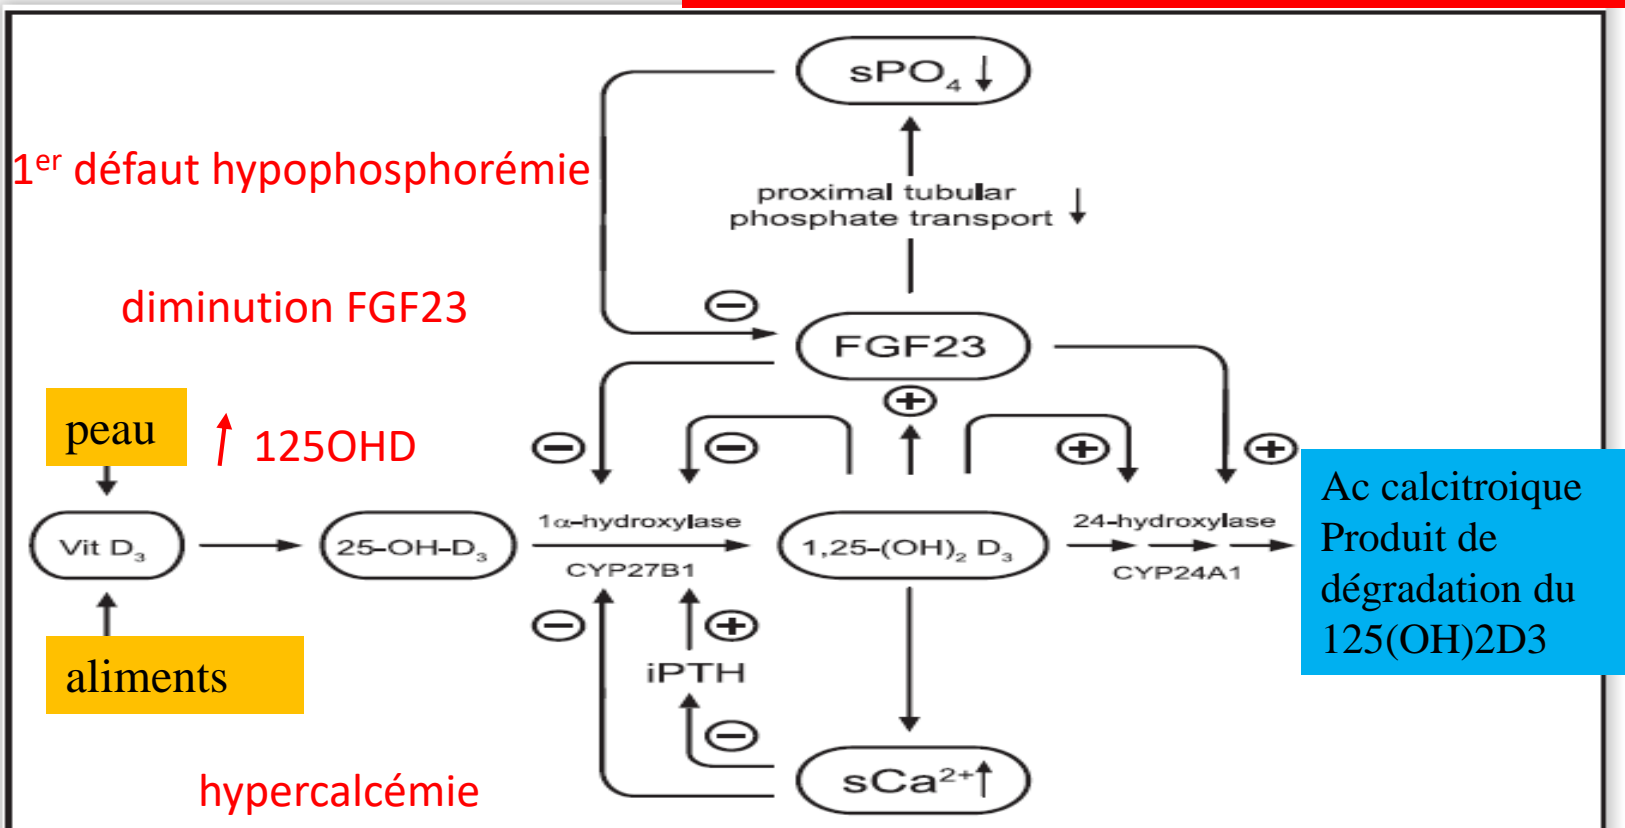 sPO₄ ↓
1er défaut hypophosphorémie
proximal tubular
phosphate transport ↓
diminution FGF23
−
FGF23
+
peau
↑ 125OHD
−
−
+
+
Ac calcitroique
Produit de
dégradation du
125(OH)2D3
1α-hydroxylase
24-hydroxylase
Vit D₃
25-OH-D₃
1,25-(OH)₂ D₃
CYP27B1
CYP24A1
−
+
aliments
iPTH
−
sCa²⁺↑
hypercalcémie